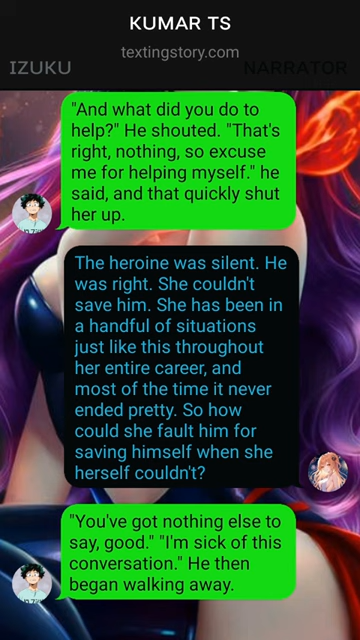 KUMAR TS
textingstory.com
IZUKU
NARRATOR
"And what did you do to
help?" He shouted. "That's
right, nothing, so excuse
me for helping myself." he
said, and that quickly shut
her up.
The heroine was silent. He
was right. She couldn't
save him. She has been in
a handful of situations
just like this throughout
her entire career, and
most of the time it never
ended pretty. So how
could she fault him for
saving himself when she
herself couldn't?
"You've got nothing else to
say, good." "I'm sick of this
conversation." He then
began walking away.